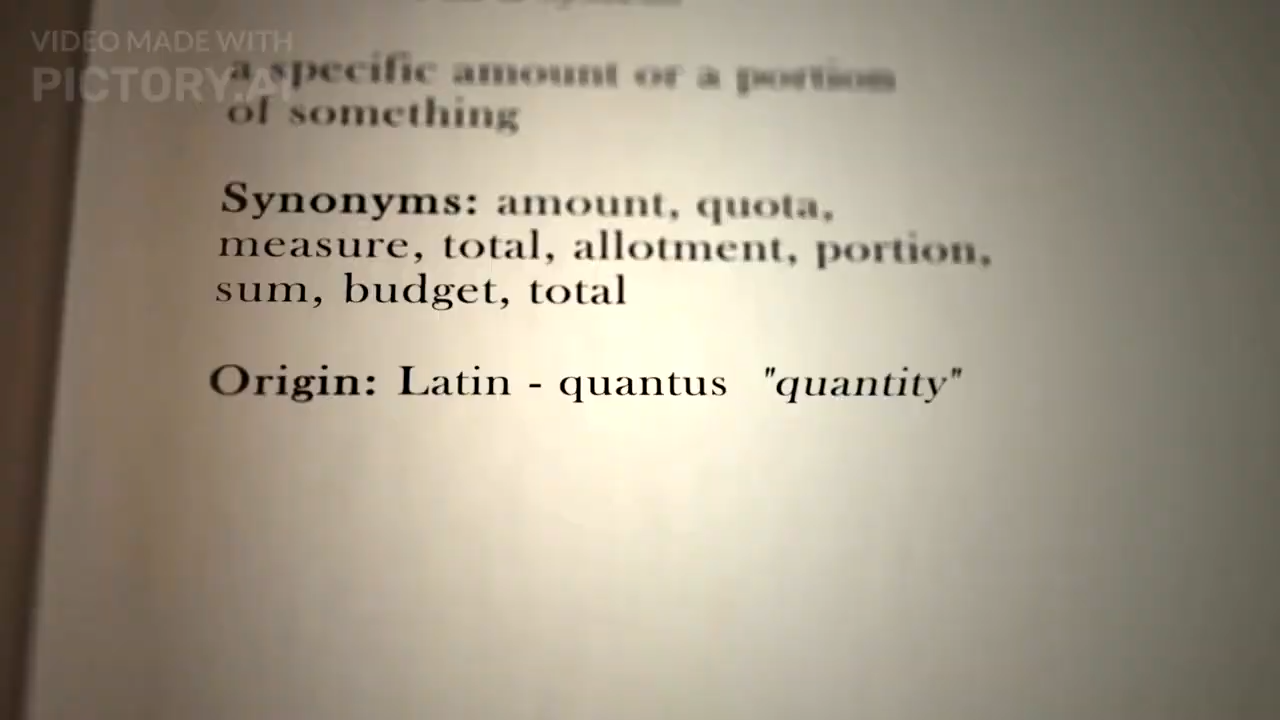 VIDEO MADE WITH
PICTORY.AI
a specific amount or a portion
of something
Synonyms: amount, quota,
measure, total, allotment, portion,
sum, budget, total
Origin: Latin - quantus "quantity"